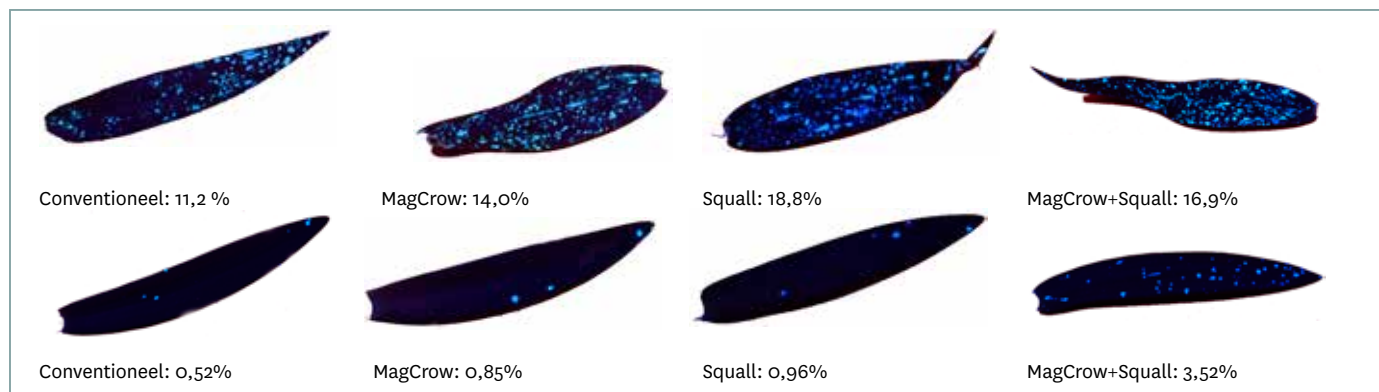 Conventioneel: 11,2 %
MagCrow: 14,0%
Squall: 18,8%
MagCrow+Squall: 16,9%
Conventioneel: 0,52%
MagCrow: 0,85%
Squall: 0,96%
MagCrow+Squall: 3,52%